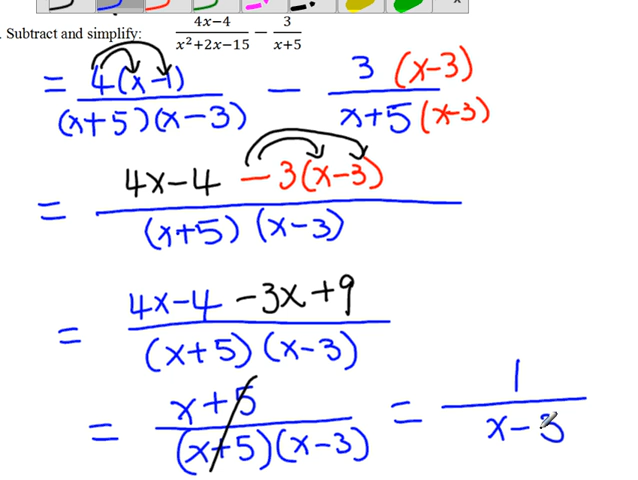 . Subtract and simplify: (4x−4)/(x²+2x−15) − 3/(x+5)
= 4(x−1)/((x+5)(x−3)) − 3(x−3)/(x+5(x−3))
= (4x−4 −3(x−3))/((x+5)(x−3))
= (4x−4−3x+9)/((x+5)(x−3))
= (x+5)/((x+5)(x−3)) = 1/(x−3)